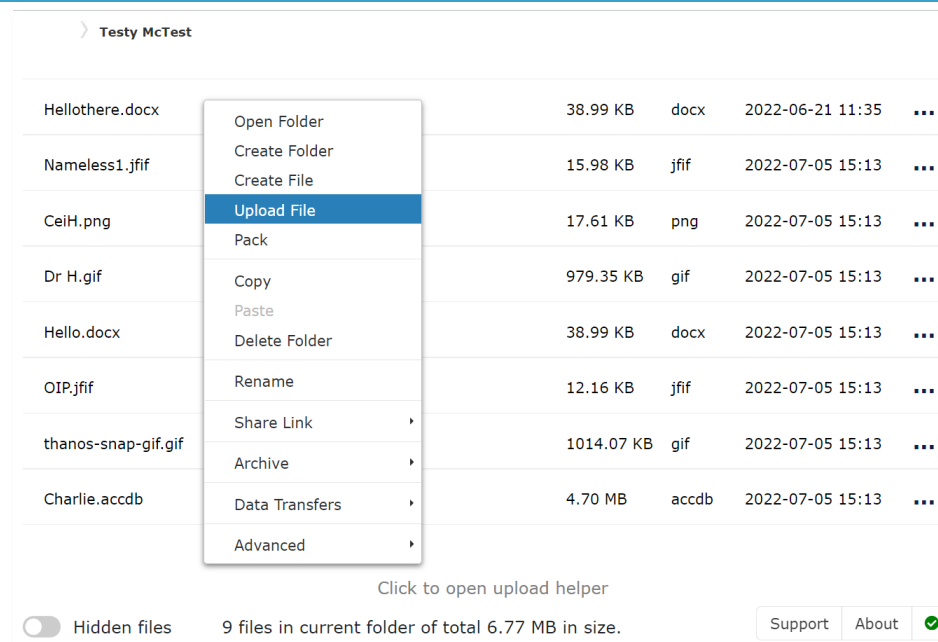 Testy McTest
Hellothere.docx 38.99 KB docx 2022-06-21 11:35 ...
Nameless1.jfif 15.98 KB jfif 2022-07-05 15:13 ...
CeiH.png 17.61 KB png 2022-07-05 15:13 ...
Dr H.gif 979.35 KB gif 2022-07-05 15:13 ...
Hello.docx 38.99 KB docx 2022-07-05 15:13 ...
OIP.jfif 12.16 KB jfif 2022-07-05 15:13 ...
thanos-snap-gif.gif 1014.07 KB gif 2022-07-05 15:13 ...
Charlie.accdb 4.70 MB accdb 2022-07-05 15:13 ...
Open Folder
Create Folder
Create File
Upload File
Pack
Copy
Paste
Delete Folder
Rename
Share Link
Archive
Data Transfers
Advanced
Click to open upload helper
Hidden files 9 files in current folder of total 6.77 MB in size. Support About